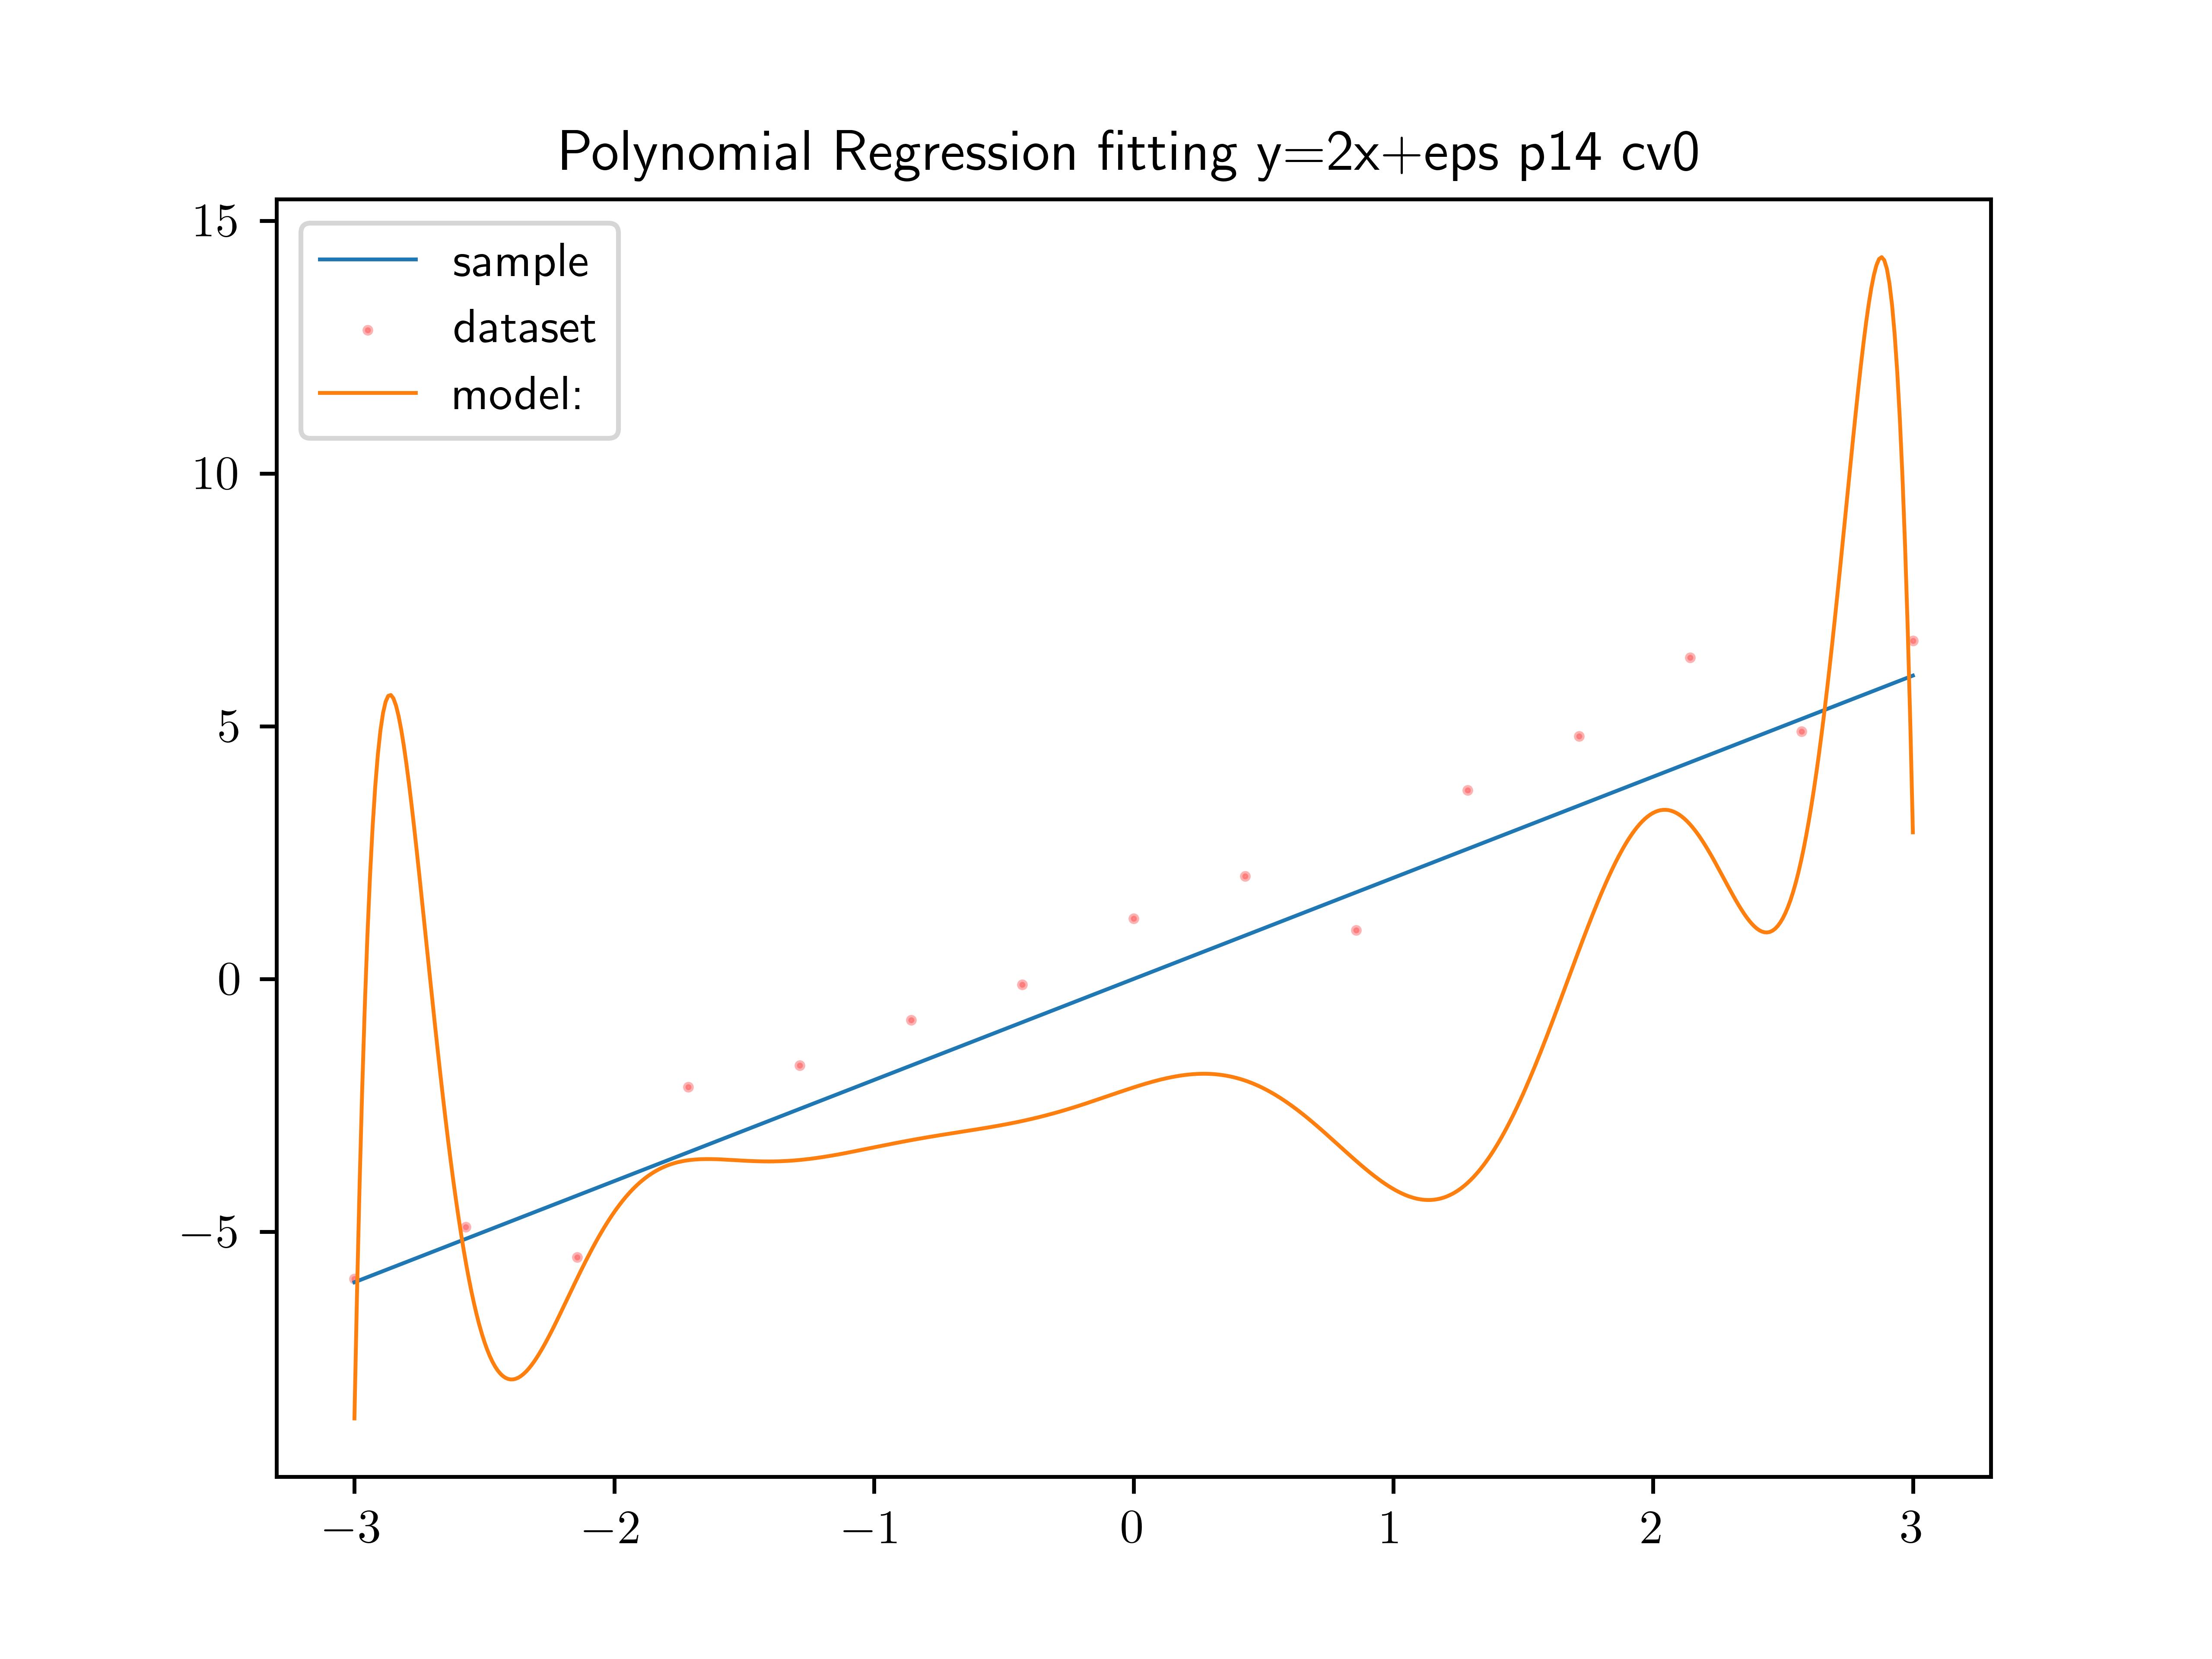 Polynomial Regression fitting y=2x+eps p14 cv0
15
10
5
0
−5
sample
dataset
model:
−3 −2 −1 0 1 2 3